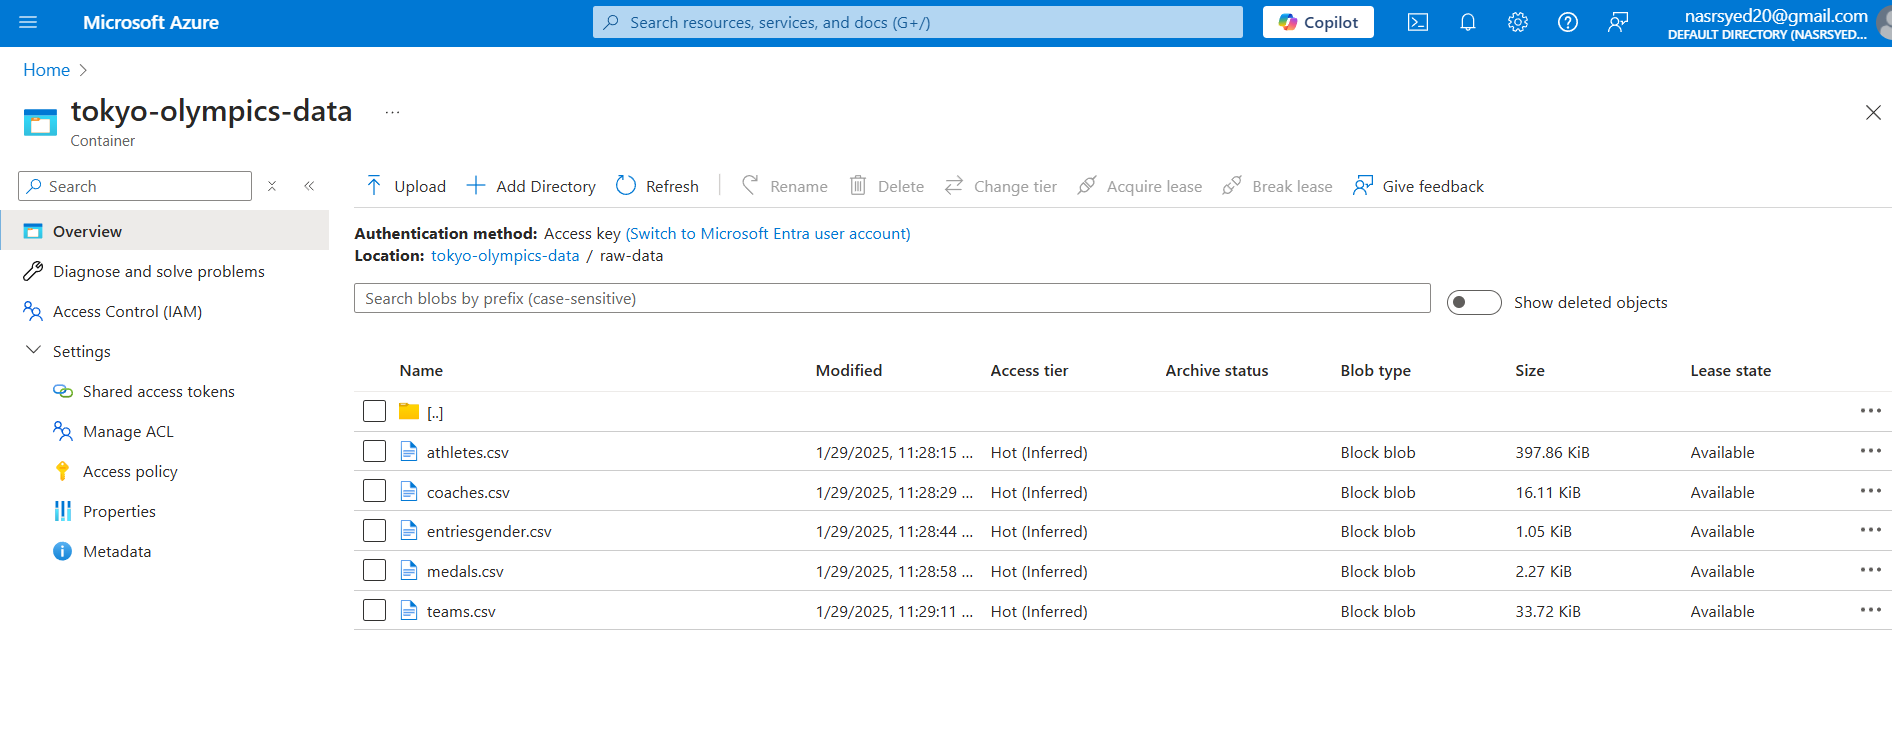 Microsoft Azure
Search resources, services, and docs (G+/)
Copilot
nasrsyed20@gmail.com
DEFAULT DIRECTORY (NASRSYED...
Home
tokyo-olympics-data ...
Container
Search
Upload Add Directory Refresh Rename Delete Change tier Acquire lease Break lease Give feedback
Overview
Diagnose and solve problems
Access Control (IAM)
Settings
Shared access tokens
Manage ACL
Access policy
Properties
Metadata
Authentication method: Access key (Switch to Microsoft Entra user account)
Location: tokyo-olympics-data / raw-data
Search blobs by prefix (case-sensitive)
Show deleted objects
Name Modified Access tier Archive status Blob type Size Lease state
[..]
athletes.csv 1/29/2025, 11:28:15 ... Hot (Inferred) Block blob 397.86 KiB Available
coaches.csv 1/29/2025, 11:28:29 ... Hot (Inferred) Block blob 16.11 KiB Available
entriesgender.csv 1/29/2025, 11:28:44 ... Hot (Inferred) Block blob 1.05 KiB Available
medals.csv 1/29/2025, 11:28:58 ... Hot (Inferred) Block blob 2.27 KiB Available
teams.csv 1/29/2025, 11:29:11 ... Hot (Inferred) Block blob 33.72 KiB Available